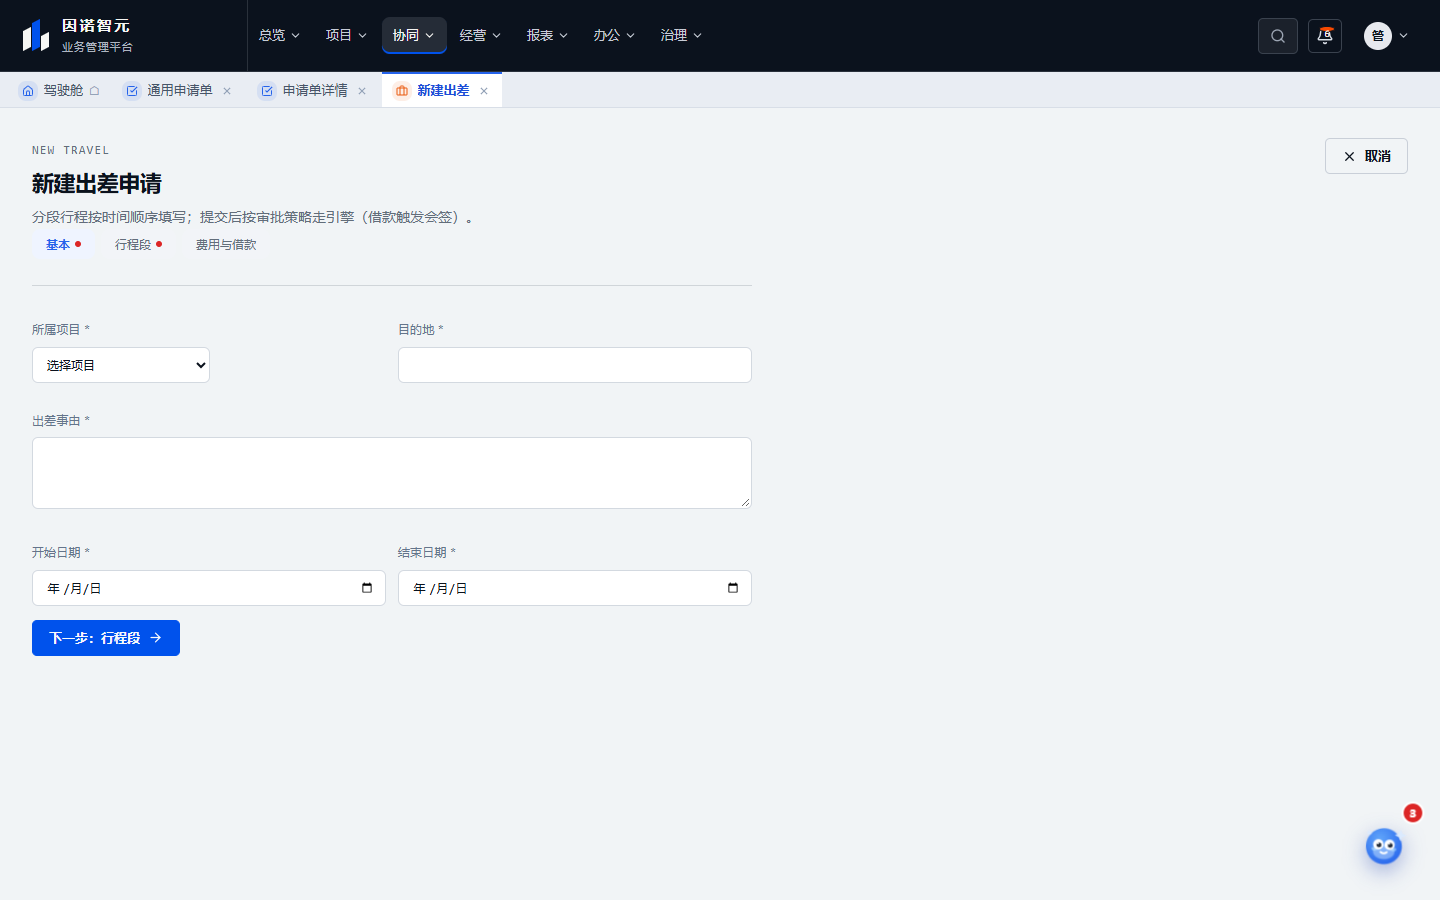 因诺智元
业务管理平台
总览 项目 协同 经营 报表 办公 治理
6
管
驾驶舱 通用申请单 申请单详情 新建出差
NEW TRAVEL
取消
新建出差申请
分段行程按时间顺序填写；提交后按审批策略走引擎（借款触发会签）。
基本 行程段 费用与借款
所属项目 * 目的地 *
选择项目
出差事由 *
开始日期 * 结束日期 *
年 /月/日 年 /月/日
下一步：行程段
3